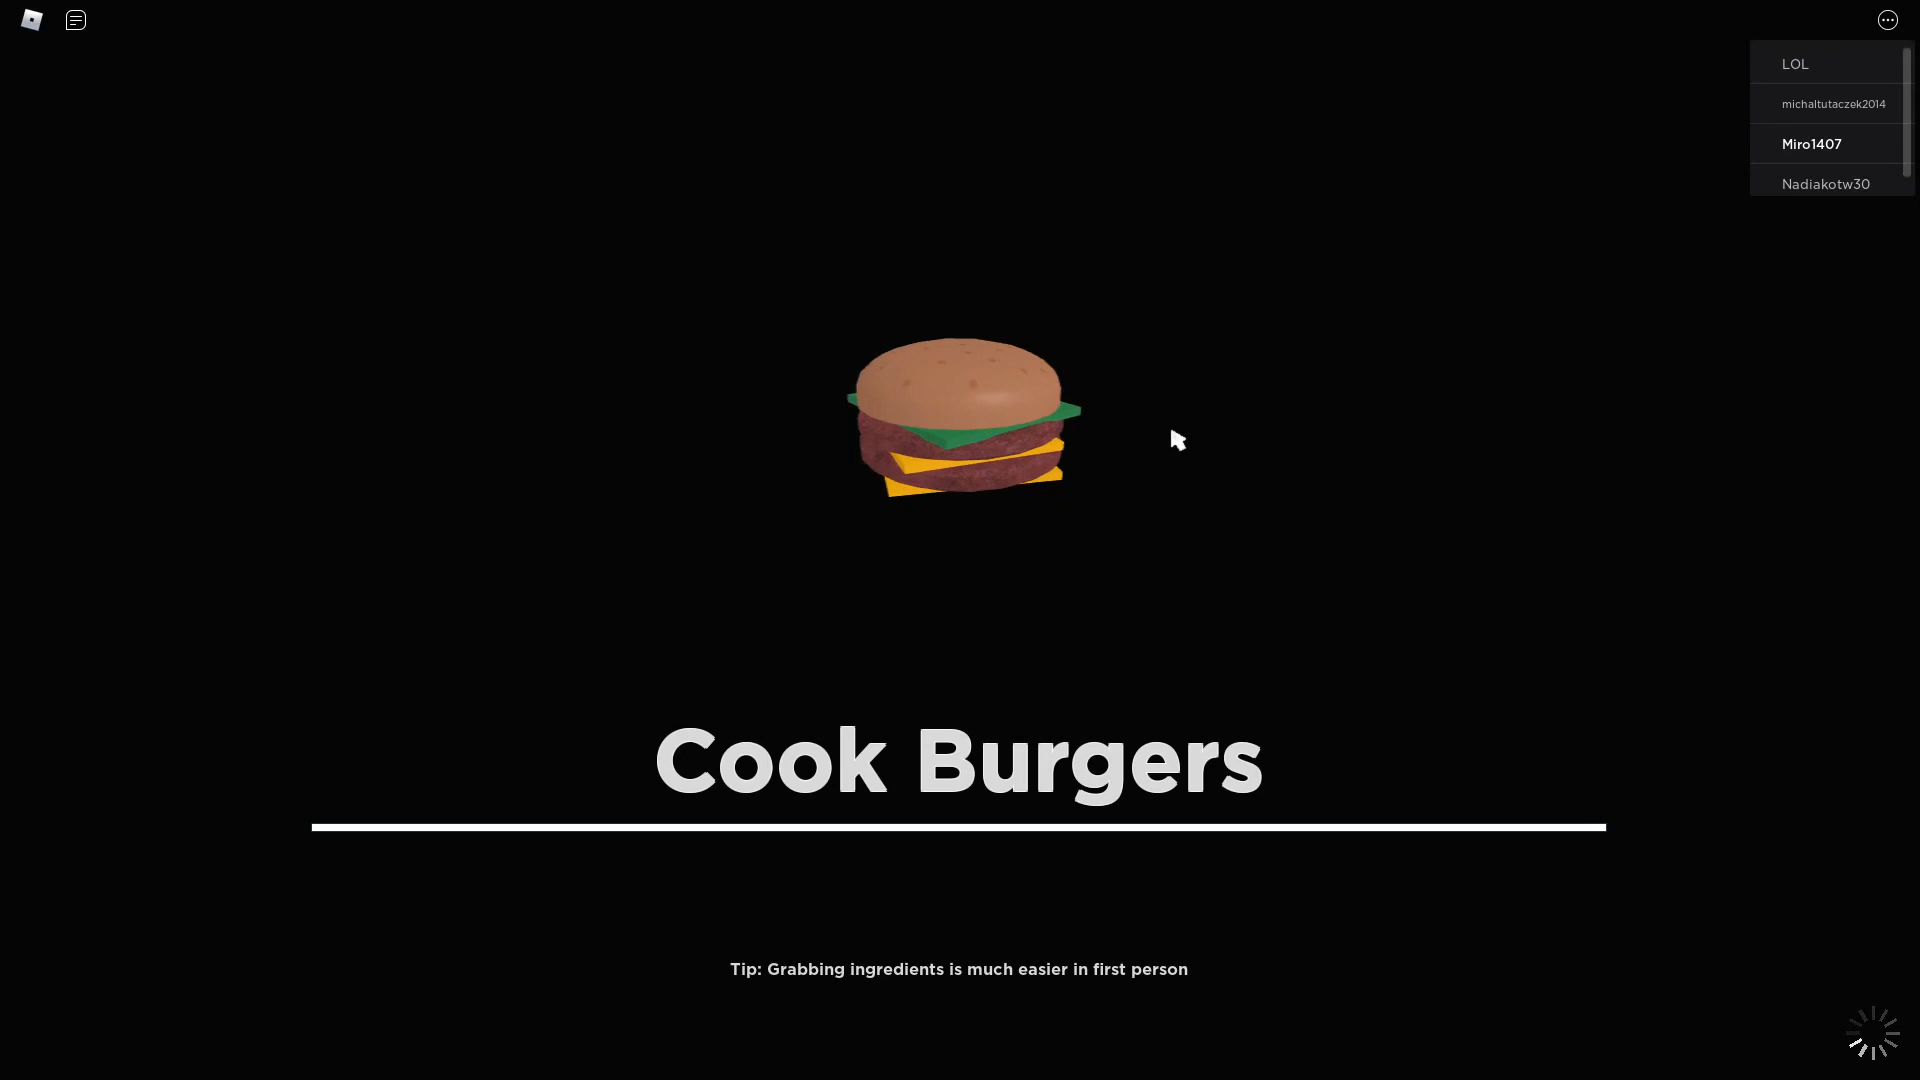 LOL
michaltutaczek2014
Miro1407
Nadiakotw30
Cook Burgers
Tip: Grabbing ingredients is much easier in first person